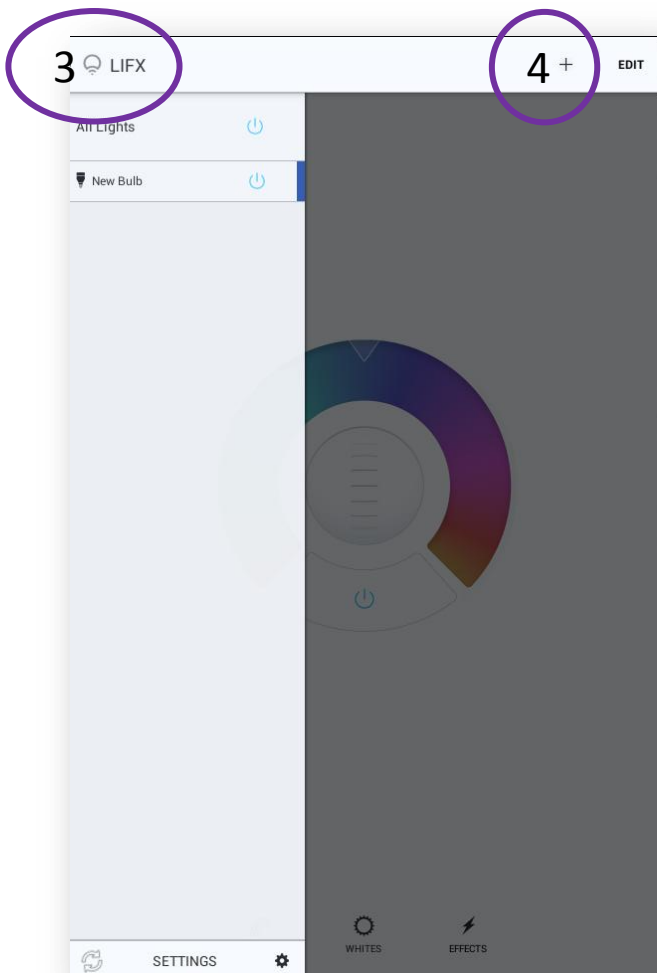 3 LIFX
4 + EDIT
All Lights
New Bulb
WHITES
EFFECTS
SETTINGS